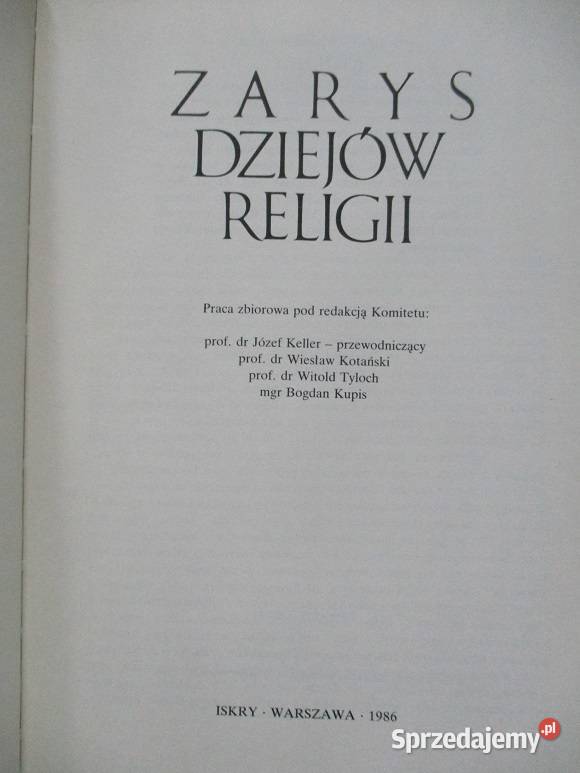 ZARYS
DZIEJÓW
RELIGII
Praca zbiorowa pod redakcją Komitetu:
prof. dr Józef Keller – przewodniczący
prof. dr Wiesław Kotański
prof. dr Witold Tyloch
mgr Bogdan Kupis
ISKRY · WARSZAWA · 1986
Sprzedajemy.pl